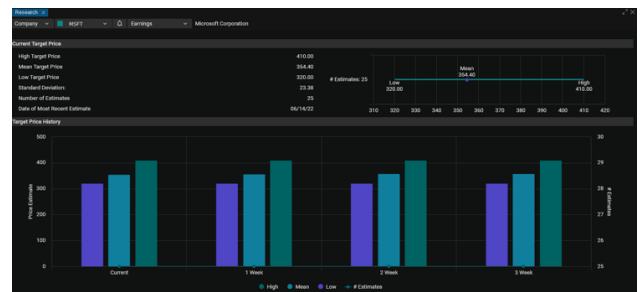 Research ×
Company MSFT Earnings Microsoft Corporation
Current Target Price
High Target Price 410.00
Mean Target Price 354.40
Low Target Price 320.00
Standard Deviation: 23.38
Number of Estimates 25
Date of Most Recent Estimate 06/14/22
# Estimates: 25
Mean
354.40
Low
320.00
High
410.00
310 320 330 340 350 360 370 380 390 400 410 420
Target Price History
Price Estimate
500
400
300
200
100
0
30
29
28
27
26
25
# Estimates
Current 1 Week 2 Week 3 Week
High Mean Low # Estimates